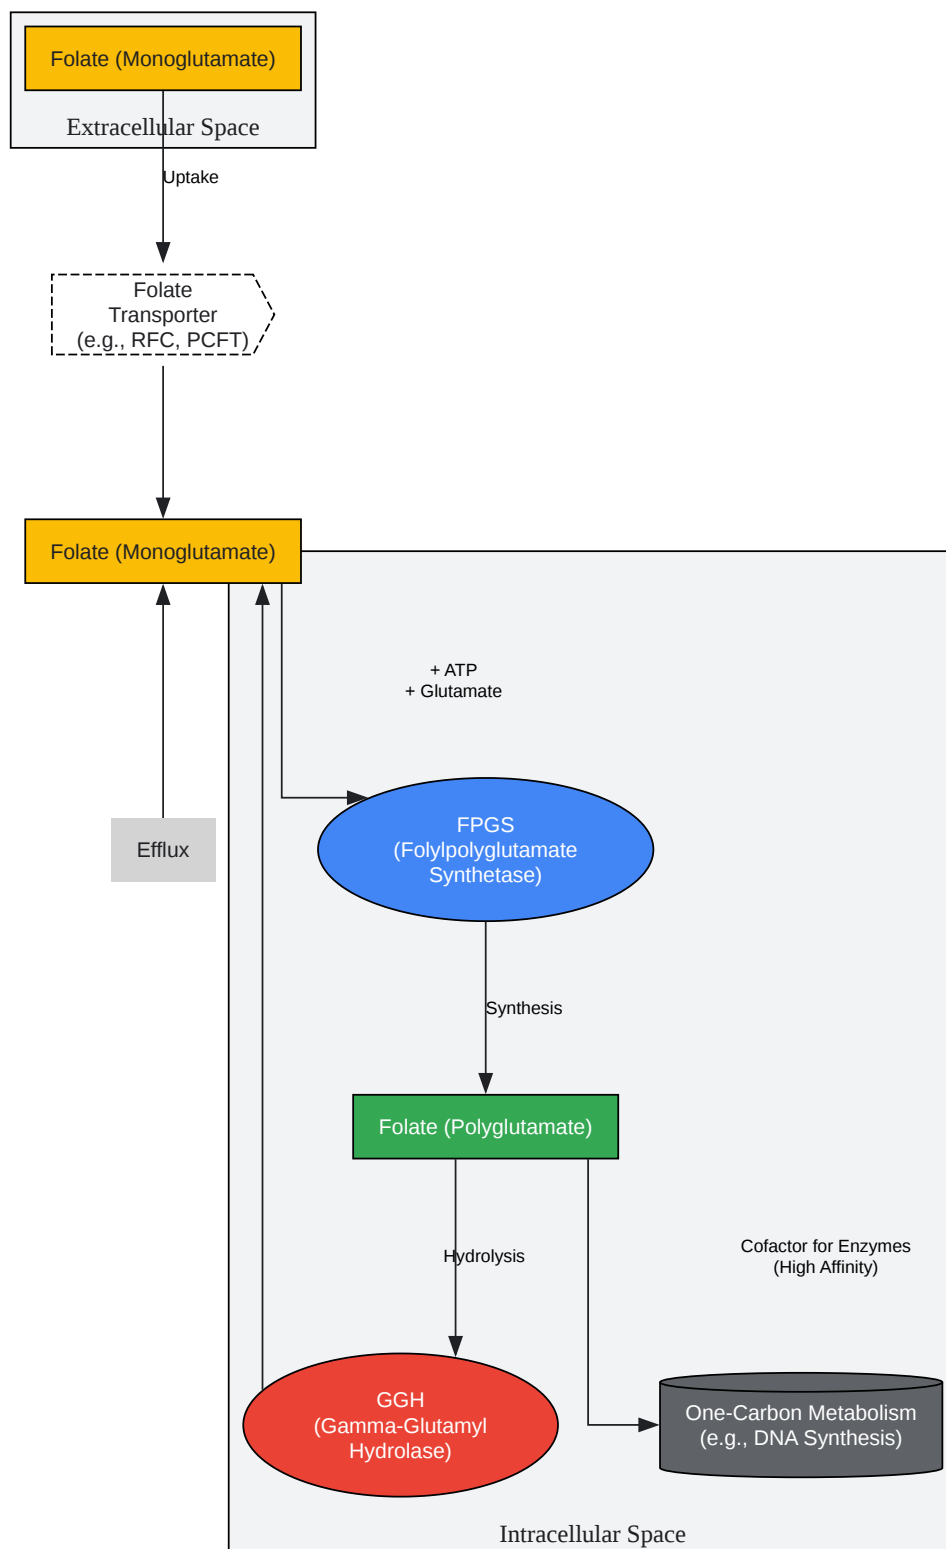 Folate (Monoglutamate)
Extracellular Space
Uptake
Folate
Transporter
(e.g., RFC, PCFT)
Folate (Monoglutamate)
+ ATP
+ Glutamate
FPGS
(Folylpolyglutamate
Synthetase)
Efflux
Synthesis
Folate (Polyglutamate)
Hydrolysis
Cofactor for Enzymes
(High Affinity)
GGH
(Gamma-Glutamyl
Hydrolase)
One-Carbon Metabolism
(e.g., DNA Synthesis)
Intracellular Space